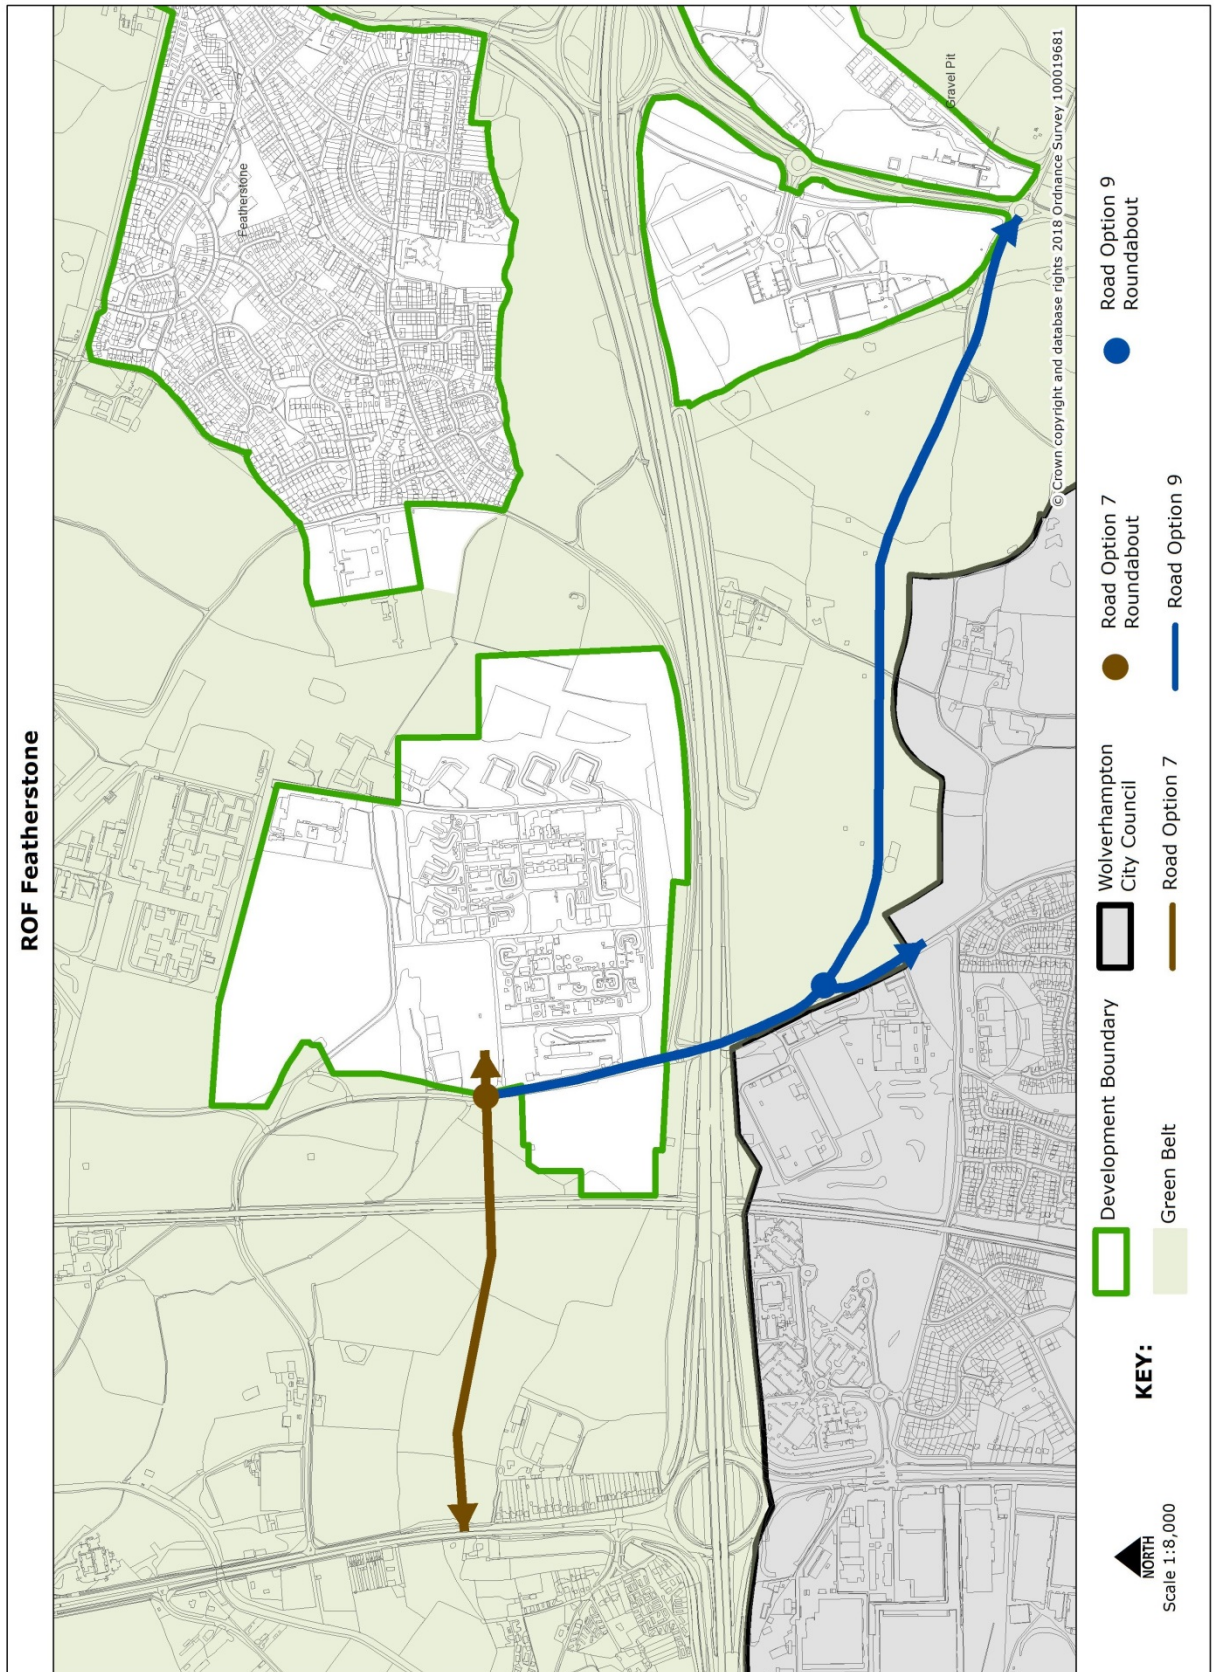 ROF Featherstone
Featherstone
Gravel Pit
© Crown copyright and database rights 2018 Ordnance Survey 100019681
KEY:
Development Boundary
Green Belt
Wolverhampton
City Council
Road Option 7
Road Option 7
Roundabout
Road Option 9
Road Option 9
Roundabout
NORTH
Scale 1:8,000